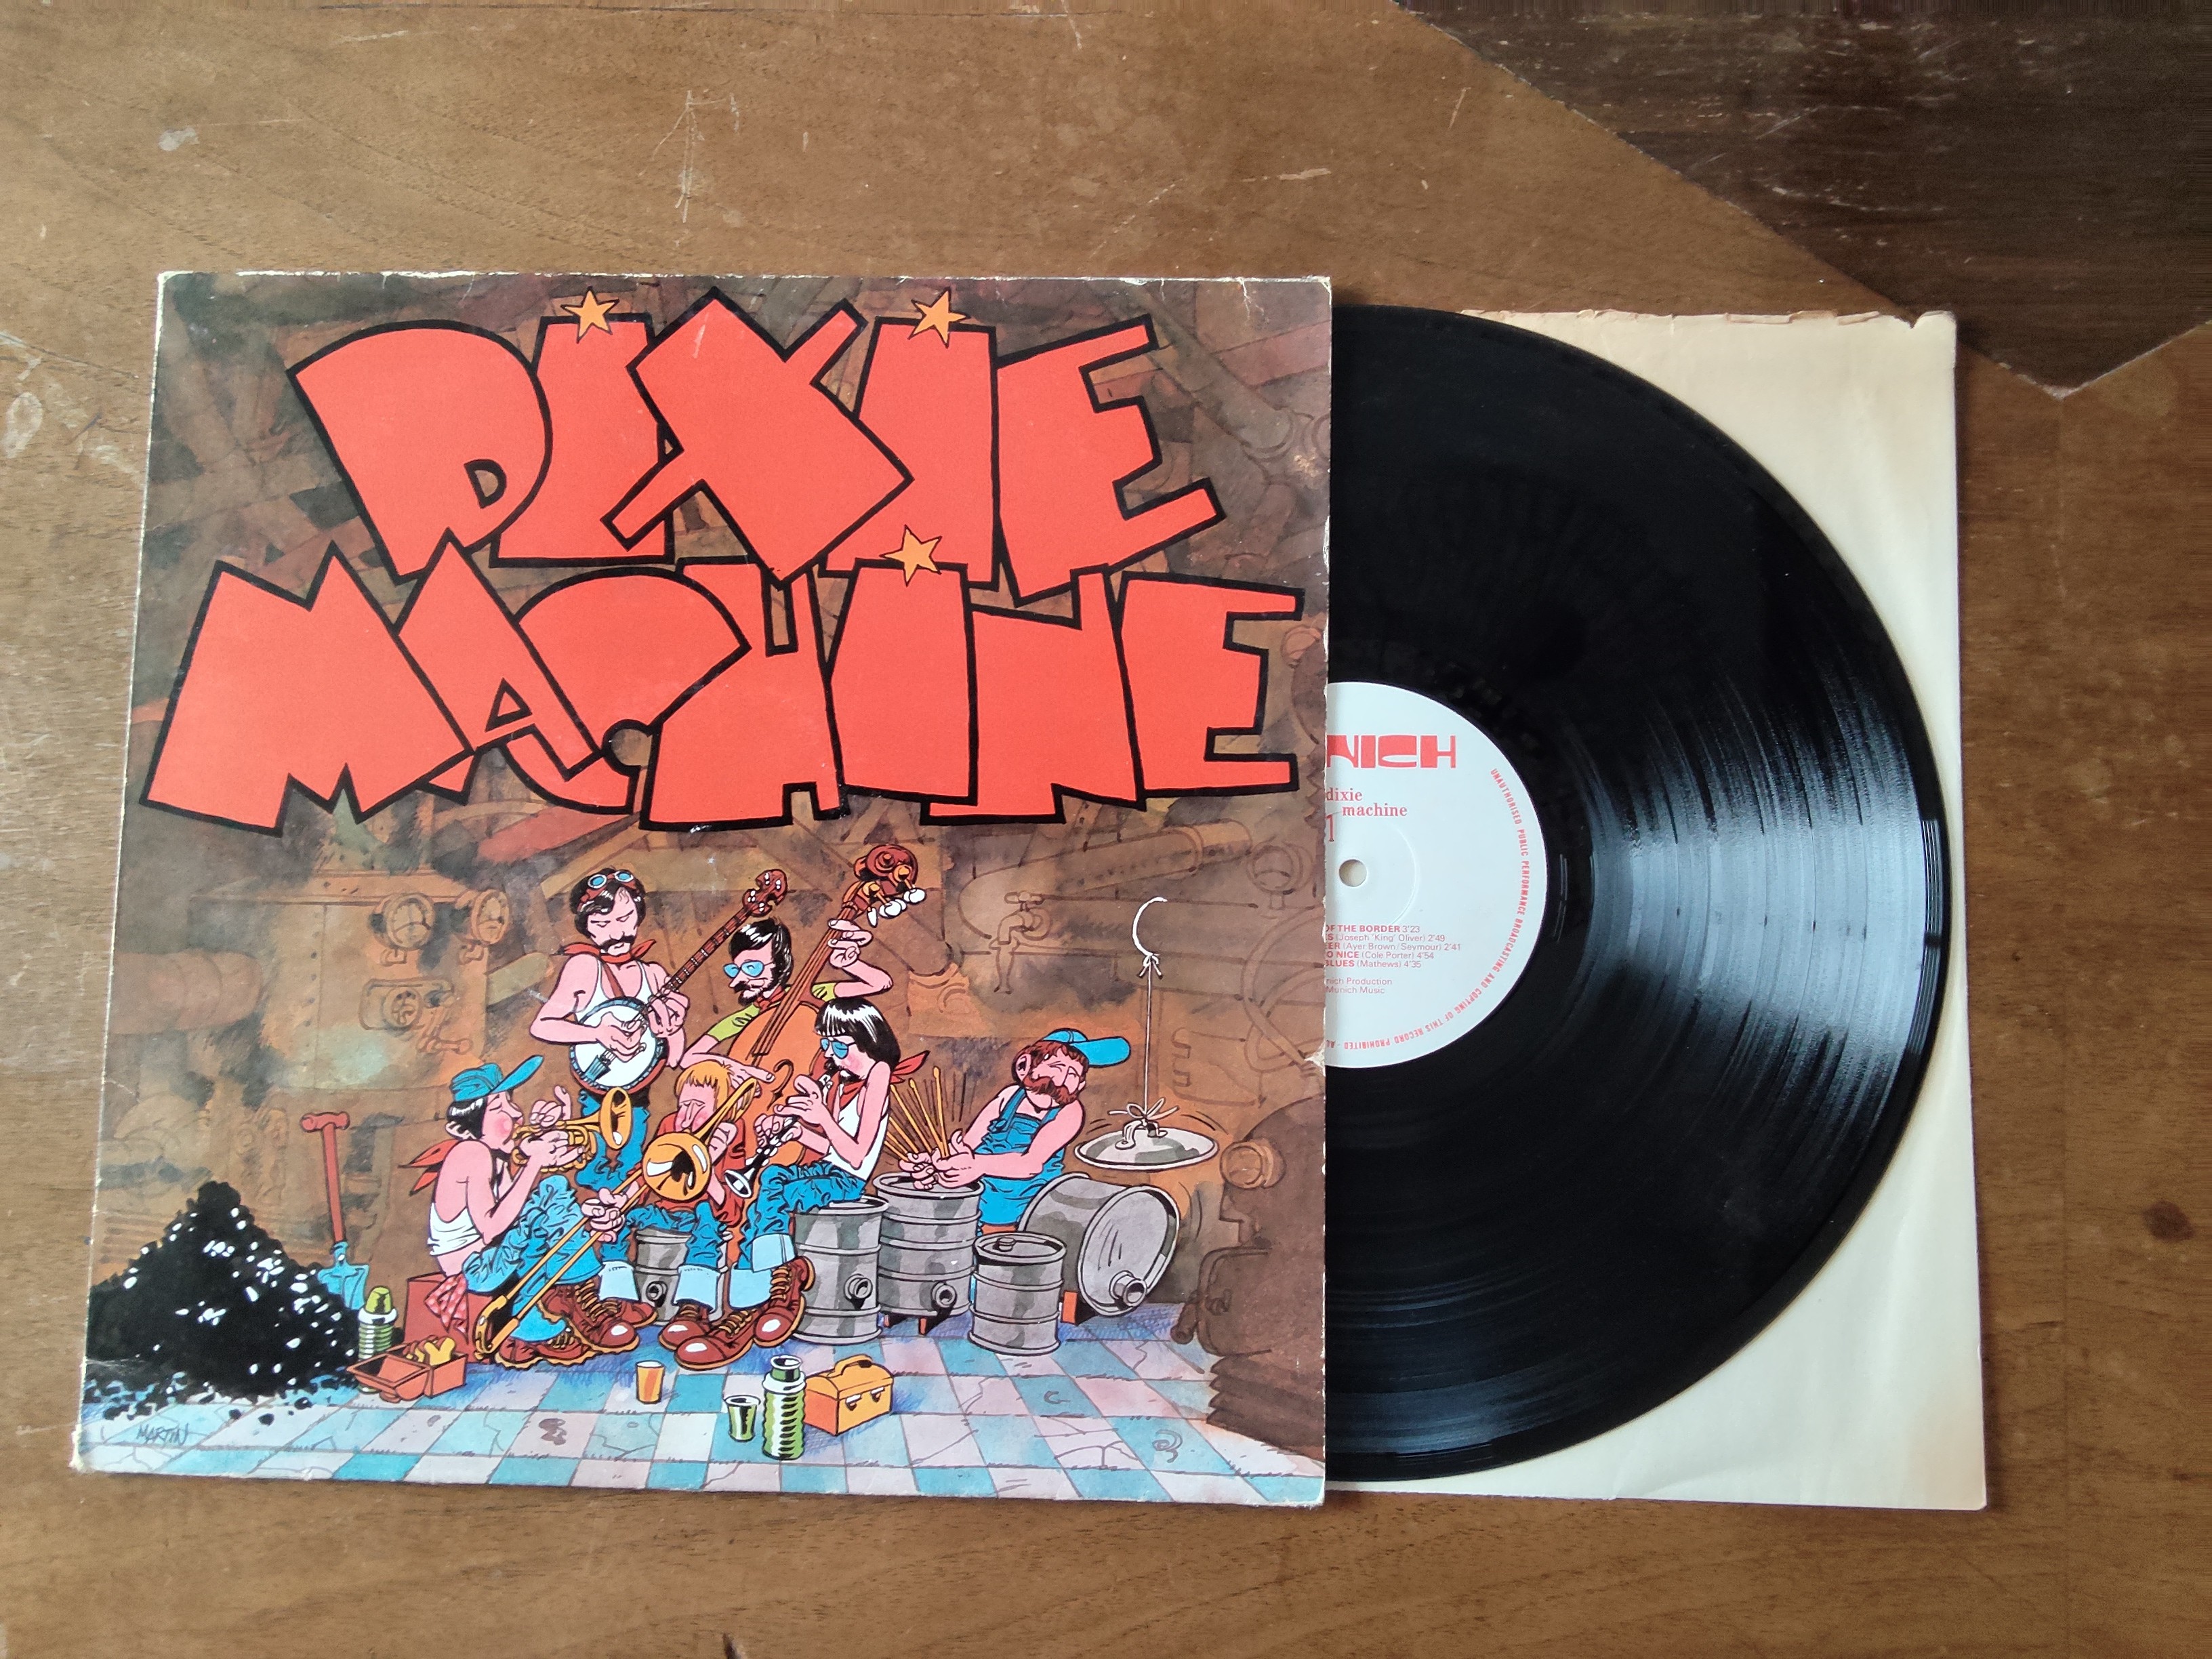 DIXIE
MACHINE
MARTIN
NICH
dixie
machine
1
OF THE BORDER 3'23
(Joseph 'King' Oliver) 2'49
(Ayer Brown/Seymour) 2'41
O NICE (Cole Porter) 4'54
BLUES (Mathews) 4'35
Production
Munich Music
UNAUTHORISED PUBLIC PERFORMANCE BROADCASTING AND COPYING OF THIS RECORD PROHIBITED - AL